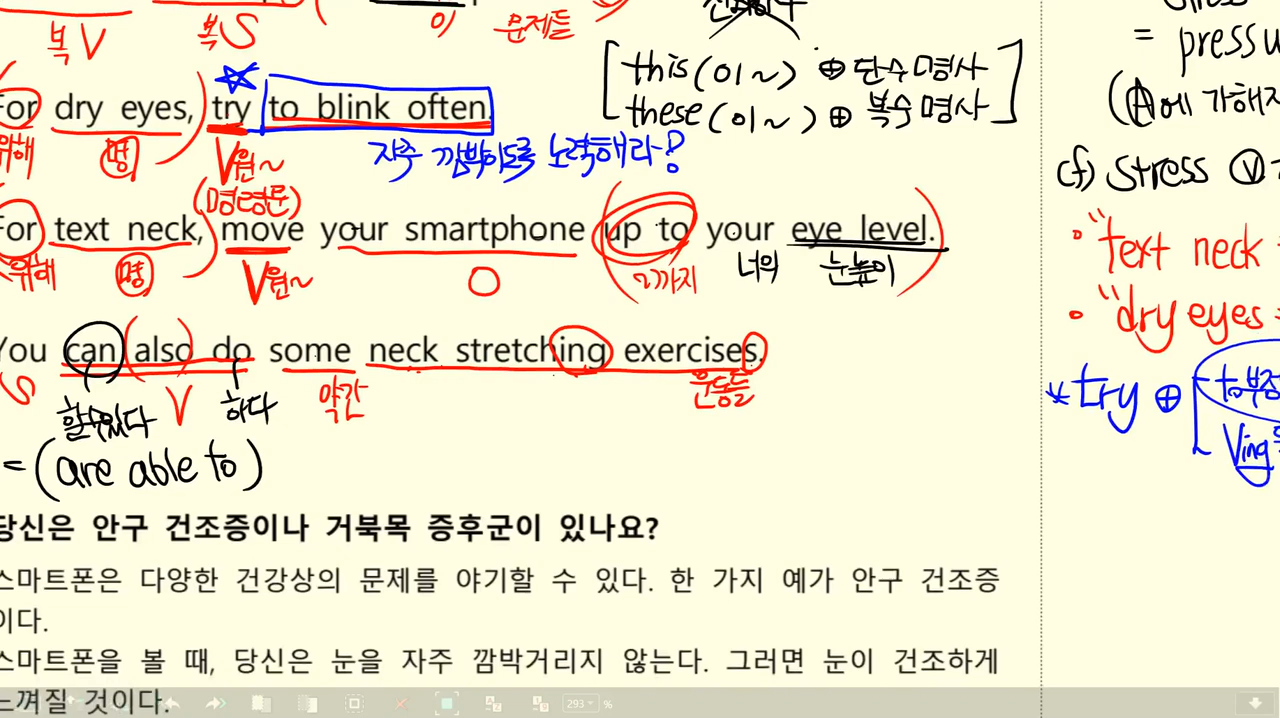 복V 복S 이 문제들
this (이~) ⊕ 단수명사
these (이~) ⊕ 복수명사
= pressu
(A에 가해지
For dry eyes, try to blink often.
위해 명 V원~ 자주 깜박이도록 노력해라?
(명령문)
cf) stress Ⓥ
For text neck, move your smartphone up to your eye level.
위해 명 V원~ O ~까지 너의 눈높이
• "text neck
• "dry eyes =
You can also do some neck stretching exercises.
S 할수있다 V 하다 약간 운동들
* try ⊕ to부정
Ving
= (are able to)
당신은 안구 건조증이나 거북목 증후군이 있나요?
스마트폰은 다양한 건강상의 문제를 야기할 수 있다. 한 가지 예가 안구 건조증
이다.
스마트폰을 볼 때, 당신은 눈을 자주 깜박거리지 않는다. 그러면 눈이 건조하게
느껴질 것이다.
293 %